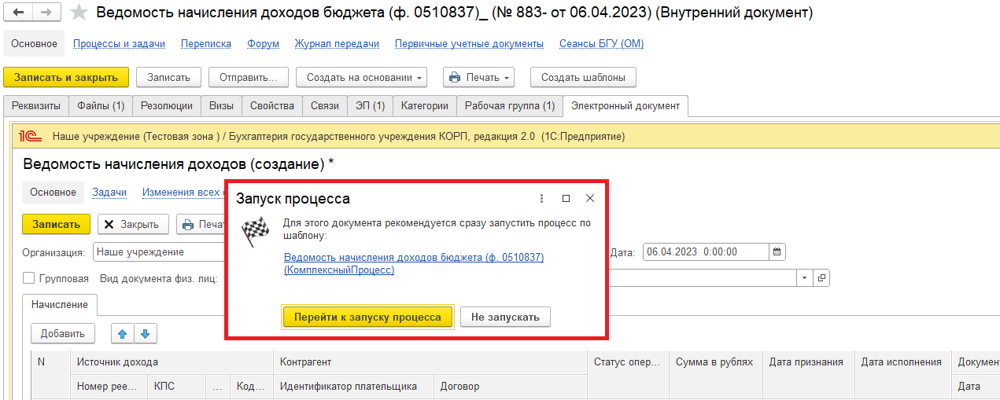 Ведомость начисления доходов бюджета (ф. 0510837)_ (№ 883- от 06.04.2023) (Внутренний документ)
Основное Процессы и задачи Переписка Форум Журнал передачи Первичные учетные документы Сеансы БГУ (ОМ)
Записать и закрыть Записать Отправить... Создать на основании Печать Создать шаблоны
Реквизиты Файлы (1) Резолюции Визы Свойства Связи ЭП (1) Категории Рабочая группа (1) Электронный документ
1С Наше учреждение (Тестовая зона ) / Бухгалтерия государственного учреждения КОРП, редакция 2.0 (1С:Предприятие)
Ведомость начисления доходов (создание) *
Основное Задачи Изменения всех
Записать Закрыть Печат
Организация: Наше учреждение Дата: 06.04.2023 0:00:00
Групповая Вид документа физ. лиц:
Запуск процесса
Для этого документа рекомендуется сразу запустить процесс по
шаблону:
Ведомость начисления доходов бюджета (ф. 0510837)
(КомплексныйПроцесс)
Перейти к запуску процесса Не запускать
Начисление
Добавить
N Источник дохода Контрагент Статус опер... Сумма в рублях Дата признания Дата исполнения Документ
Номер рее... КПС ... Код... Идентификатор плательщика Договор Дата